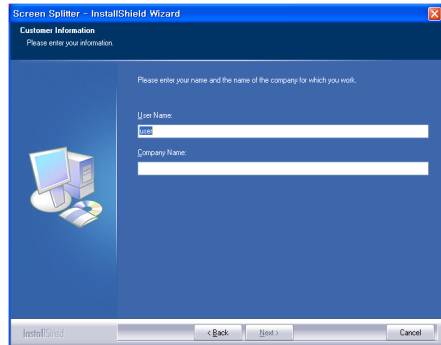 Screen Splitter - InstallShield Wizard
Customer Information
Please enter your information.
Please enter your name and the name of the company for which you work.
User Name:
user
Company Name:
InstallShield
< Back
Next >
Cancel